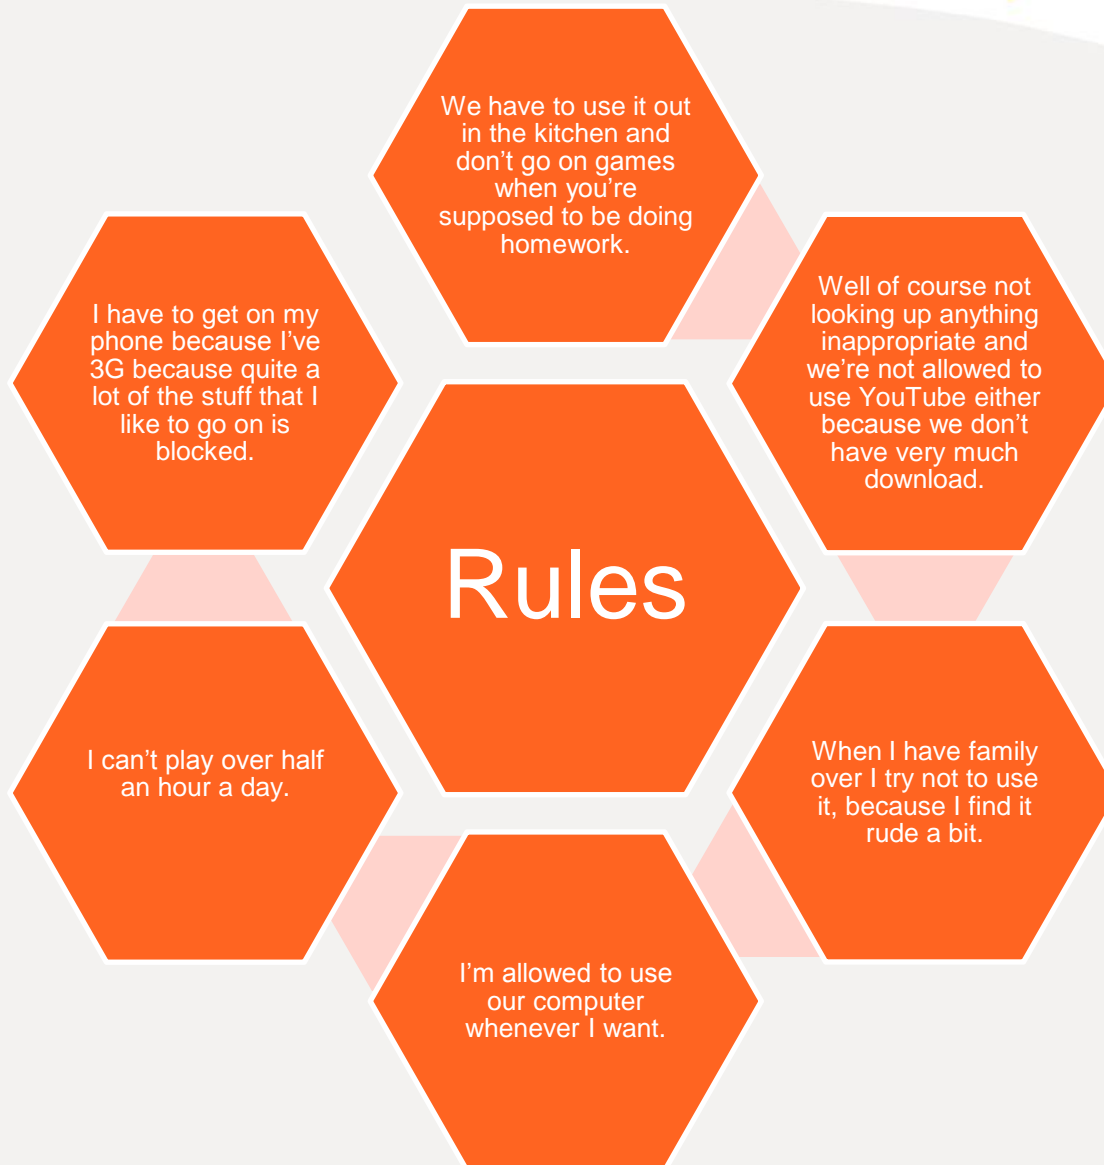 We have to use it out
in the kitchen and
don’t go on games
when you’re
supposed to be doing
homework.
Well of course not
looking up anything
inappropriate and
we’re not allowed to
use YouTube either
because we don’t
have very much
download.
When I have family
over I try not to use
it, because I find it
rude a bit.
I’m allowed to use
our computer
whenever I want.
I can’t play over half
an hour a day.
I have to get on my
phone because I’ve
3G because quite a
lot of the stuff that I
like to go on is
blocked.
Rules